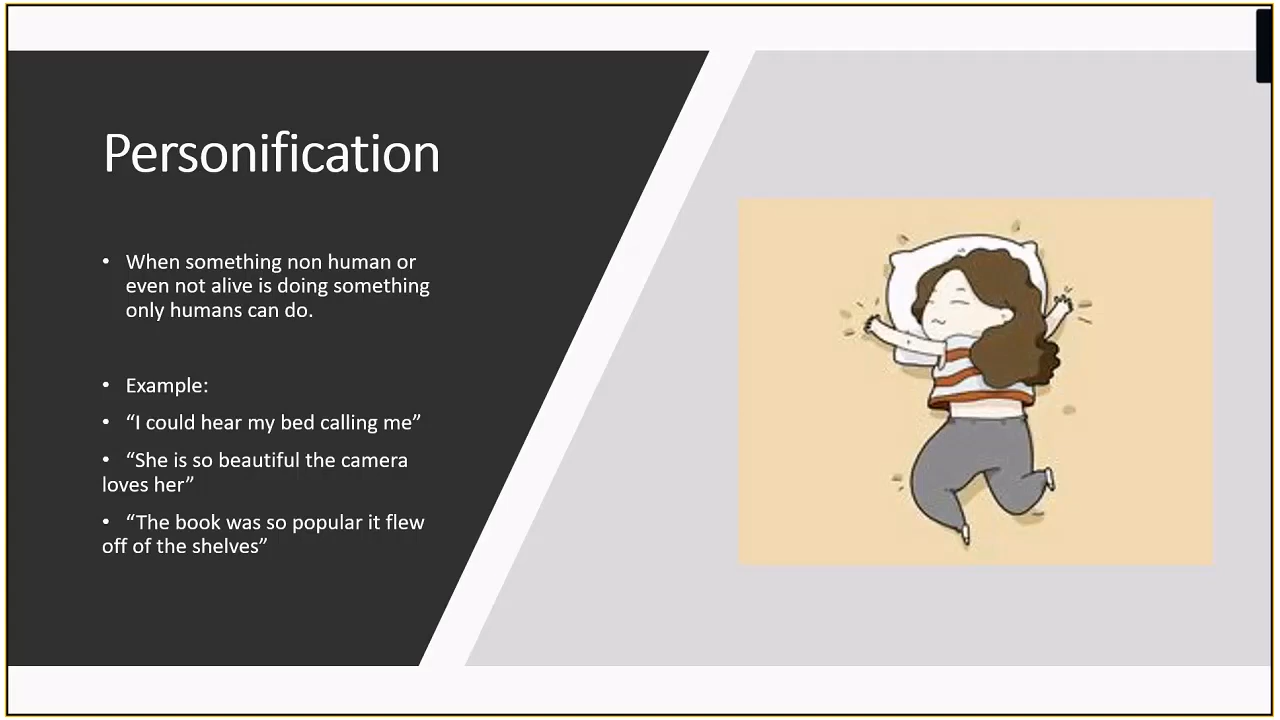 Personification
• When something non human or
even not alive is doing something
only humans can do.
• Example:
• “I could hear my bed calling me”
• “She is so beautiful the camera
loves her”
• “The book was so popular it flew
off of the shelves”